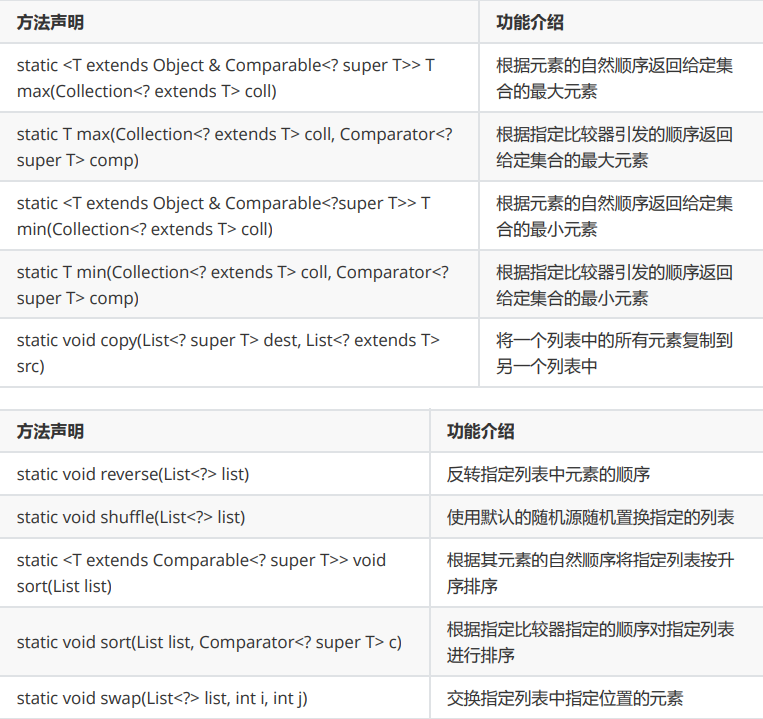 方法声明 功能介绍
static <T extends Object & Comparable<? super T>> T 根据元素的自然顺序返回给定集
max(Collection<? extends T> coll) 合的最大元素
static T max(Collection<? extends T> coll, Comparator<? 根据指定比较器引发的顺序返回
super T> comp) 给定集合的最大元素
static <T extends Object & Comparable<?super T>> T 根据元素的自然顺序返回给定集
min(Collection<? extends T> coll) 合的最小元素
static T min(Collection<? extends T> coll, Comparator<? 根据指定比较器引发的顺序返回
super T> comp) 给定集合的最小元素
static void copy(List<? super T> dest, List<? extends T> 将一个列表中的所有元素复制到
src) 另一个列表中
方法声明 功能介绍
static void reverse(List<?> list) 反转指定列表中元素的顺序
static void shuffle(List<?> list) 使用默认的随机源随机置换指定的列表
static <T extends Comparable<? super T>> void 根据其元素的自然顺序将指定列表按升
sort(List list) 序排序
static void sort(List list, Comparator<? super T> c) 根据指定比较器指定的顺序对指定列表
进行排序
static void swap(List<?> list, int i, int j) 交换指定列表中指定位置的元素